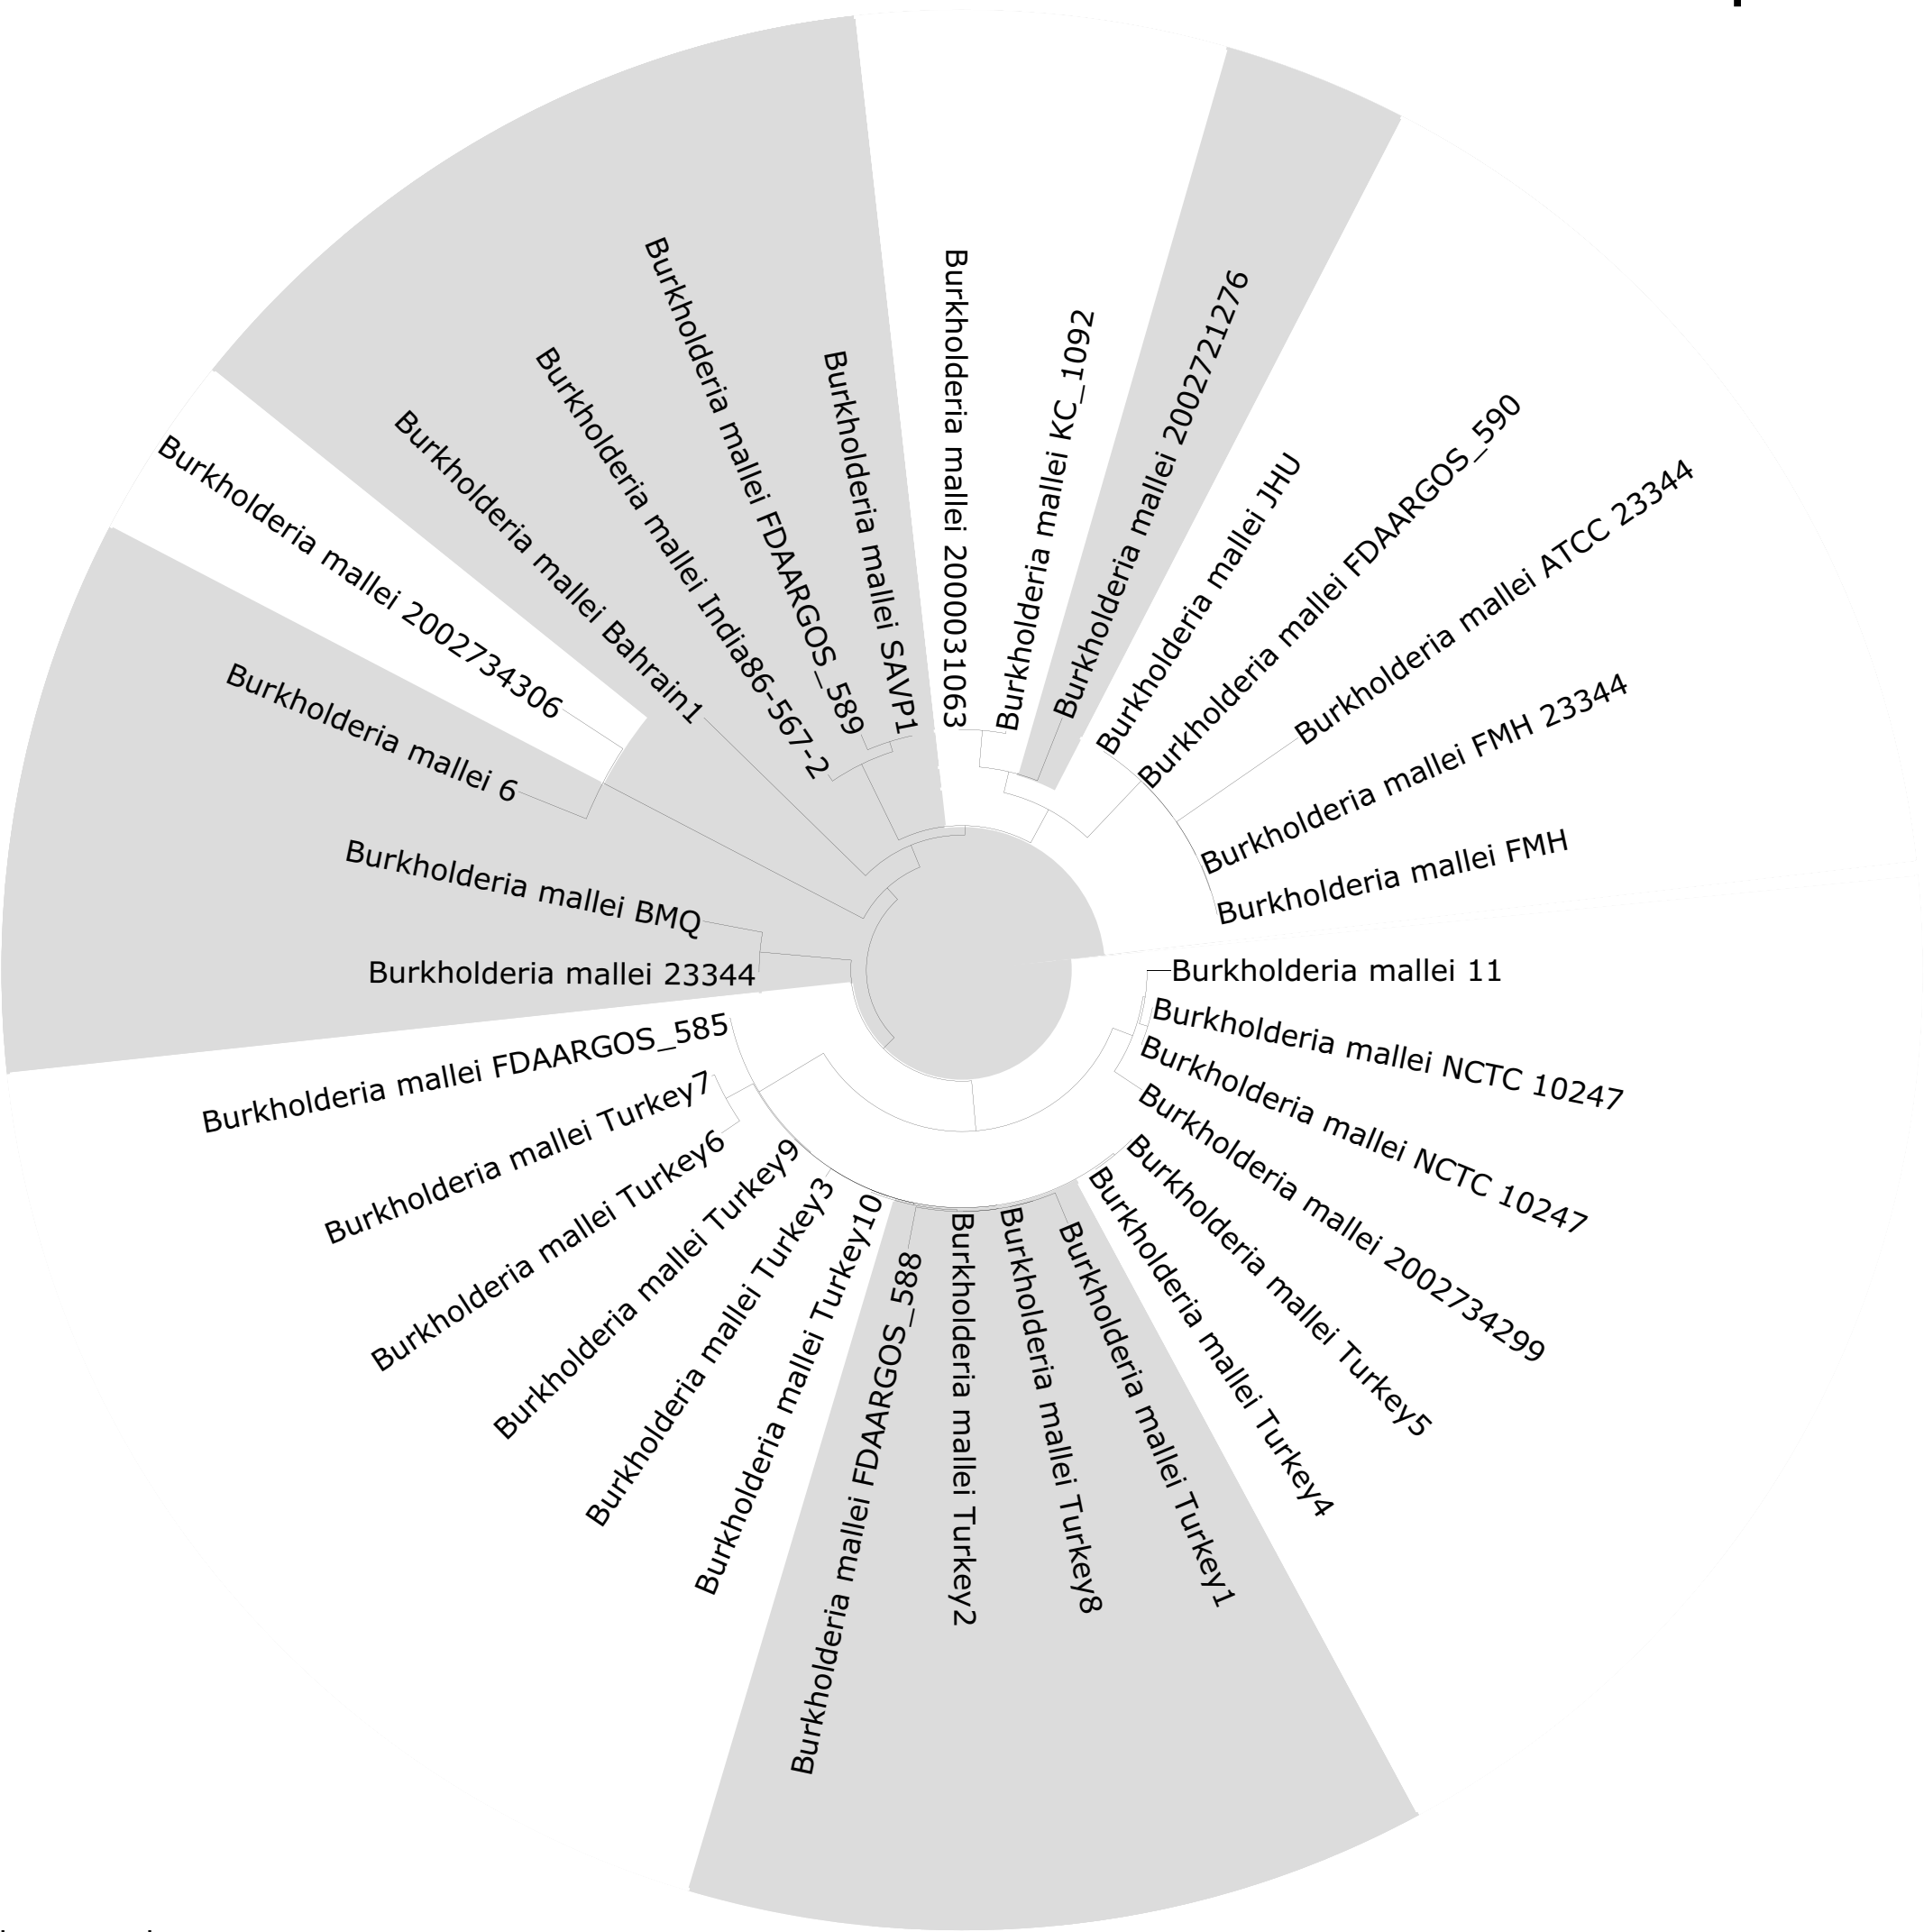 Burkholderia mallei 2000031063
Burkholderia mallei KC_1092
Burkholderia mallei 2002721276
Burkholderia mallei JHU
Burkholderia mallei FDAARGOS_590
Burkholderia mallei ATCC 23344
Burkholderia mallei FMH 23344
Burkholderia mallei FMH
Burkholderia mallei 11
Burkholderia mallei NCTC 10247
Burkholderia mallei NCTC 10247
Burkholderia mallei 2002734299
Burkholderia mallei Turkey5
Burkholderia mallei Turkey4
Burkholderia mallei Turkey1
Burkholderia mallei Turkey8
Burkholderia mallei Turkey2
Burkholderia mallei FDAARGOS_588
Burkholderia mallei Turkey10
Burkholderia mallei Turkey3
Burkholderia mallei Turkey9
Burkholderia mallei Turkey6
Burkholderia mallei Turkey7
Burkholderia mallei FDAARGOS_585
Burkholderia mallei 23344
Burkholderia mallei BMQ
Burkholderia mallei 6
Burkholderia mallei 2002734306
Burkholderia mallei Bahrain1
Burkholderia mallei India86-567-2
Burkholderia mallei FDAARGOS_589
Burkholderia mallei SAVP1